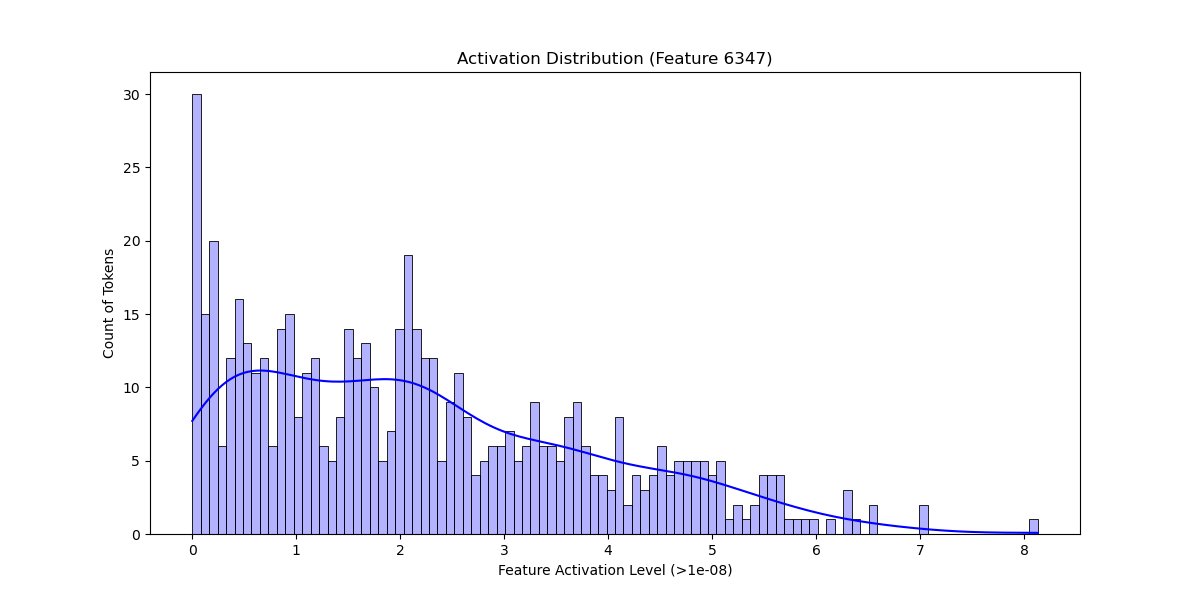 Activation Distribution (Feature 6347)
30
25
20
15
10
5
0
Count of Tokens
0 1 2 3 4 5 6 7 8
Feature Activation Level (>1e-08)